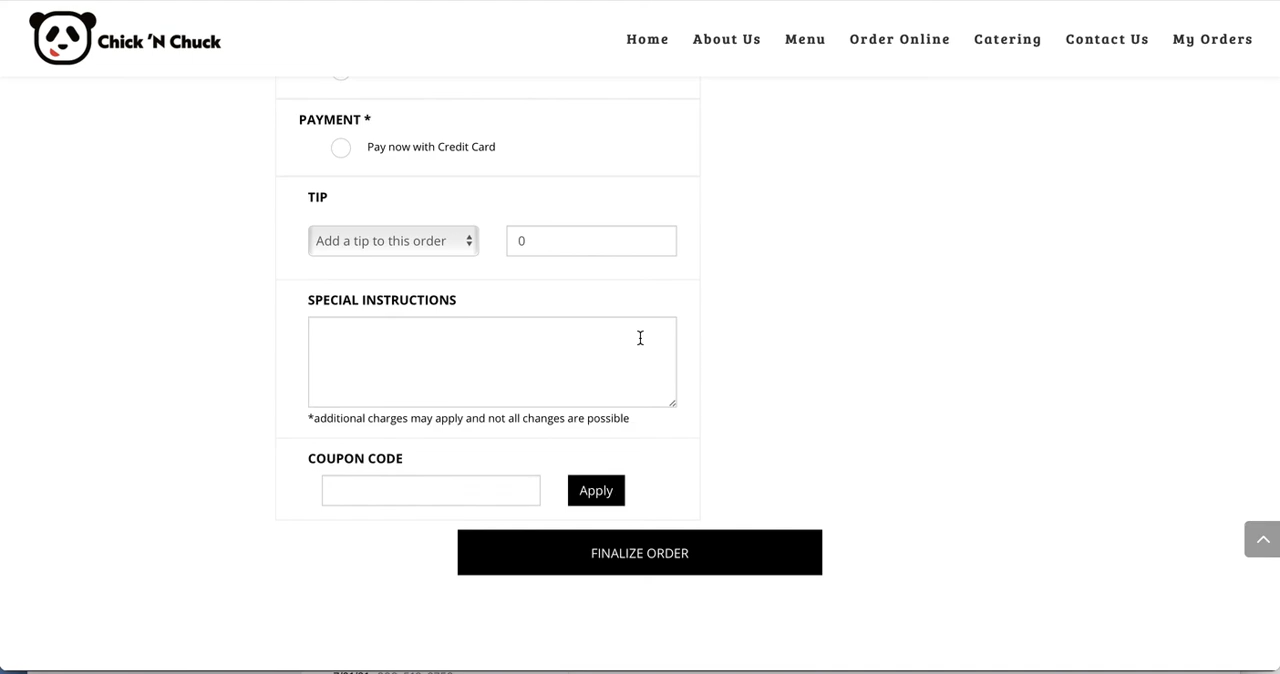 Chick 'N Chuck
Home About Us Menu Order Online Catering Contact Us My Orders
PAYMENT *
Pay now with Credit Card
TIP
Add a tip to this order 0
SPECIAL INSTRUCTIONS
*additional charges may apply and not all changes are possible
COUPON CODE
Apply
FINALIZE ORDER